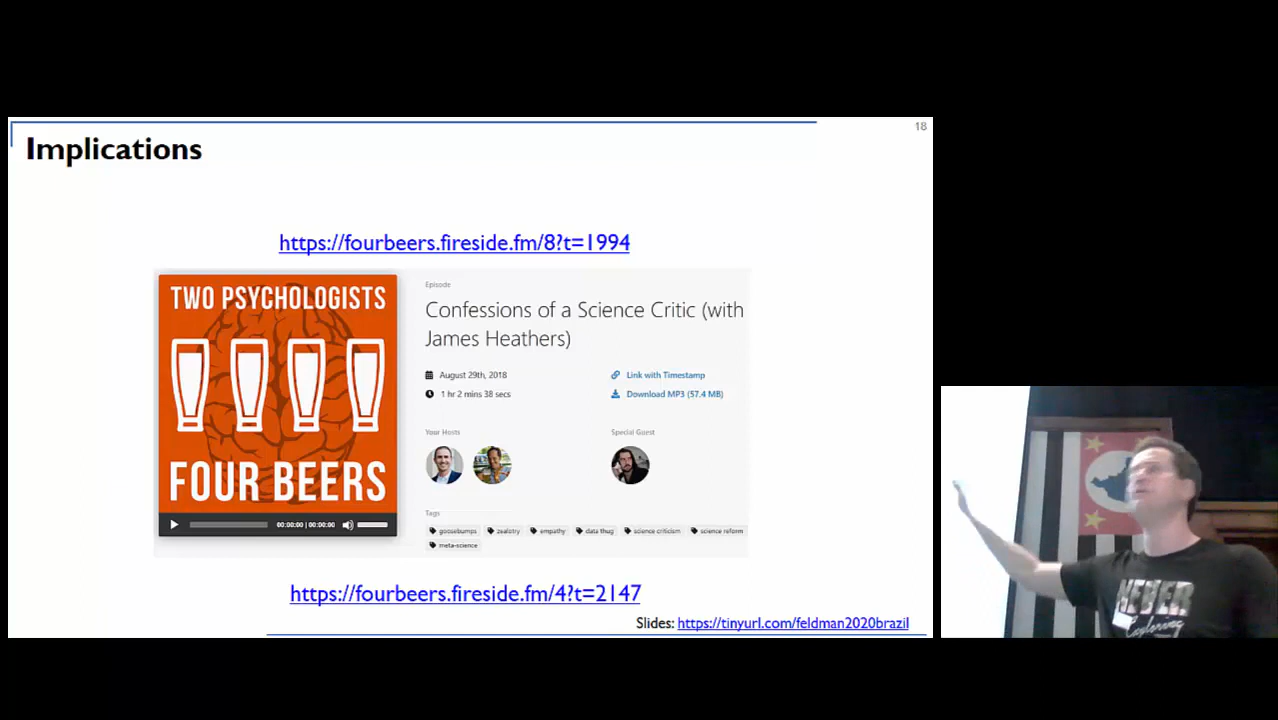 18
Implications
https://fourbeers.fireside.fm/8?t=1994
TWO PSYCHOLOGISTS
FOUR BEERS
00:00:00 | 00:00:00
Episode
Confessions of a Science Critic (with
James Heathers)
August 29th, 2018
Link with Timestamp
1 hr 2 mins 38 secs
Download MP3 (57.4 MB)
Your Hosts
Special Guest
Tags
goosebumps zealotry empathy data thug science criticism science reform
meta-science
https://fourbeers.fireside.fm/4?t=2147
Slides: https://tinyurl.com/feldman2020brazil
Exploring